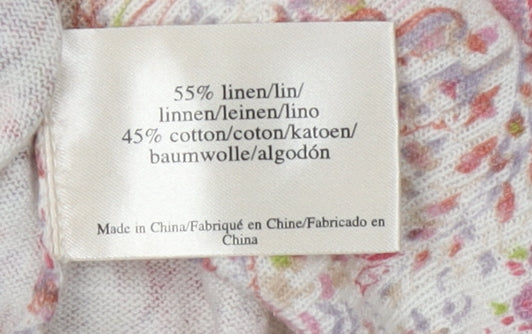 55% linen/lin/
linnen/leinen/lino
45% cotton/coton/katoen/
baumwolle/algodón
Made in China/Fabriqué en Chine/Fabricado en
China